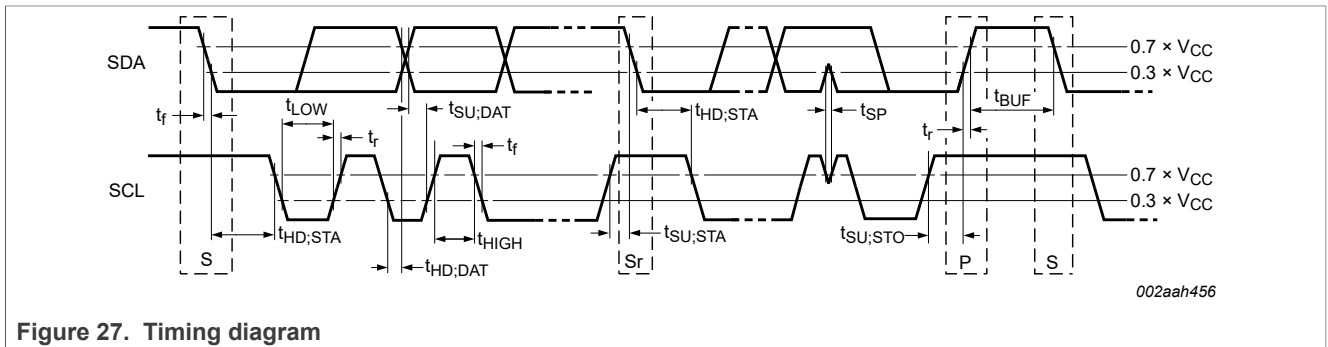 SDA
0.7 × VCC
0.3 × VCC
tf
tLOW
tr
tSU;DAT
tf
tHD;STA
tSP
tr
tBUF
SCL
0.7 × VCC
0.3 × VCC
tHD;STA
tHD;DAT
tHIGH
tSU;STA
tSU;STO
S
Sr
P
S
002aah456
Figure 27. Timing diagram